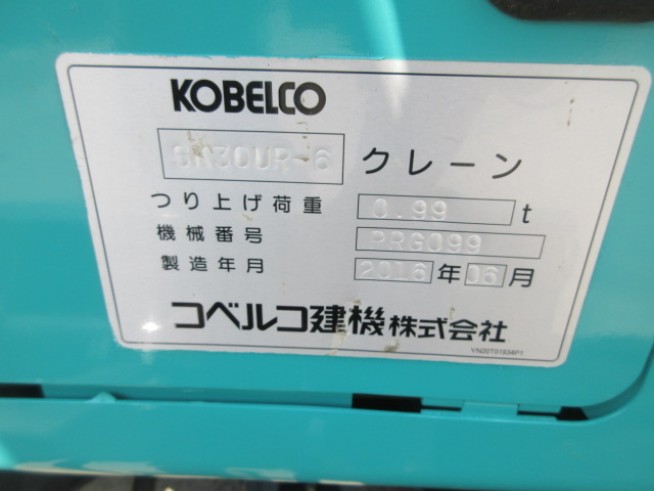 KOBELCO
SK30UR-6 クレーン
つり上げ荷重 0.99 t
機械番号 PRG099
製造年月 2016 年 06 月
コベルコ建機株式会社
YN20T01634P1